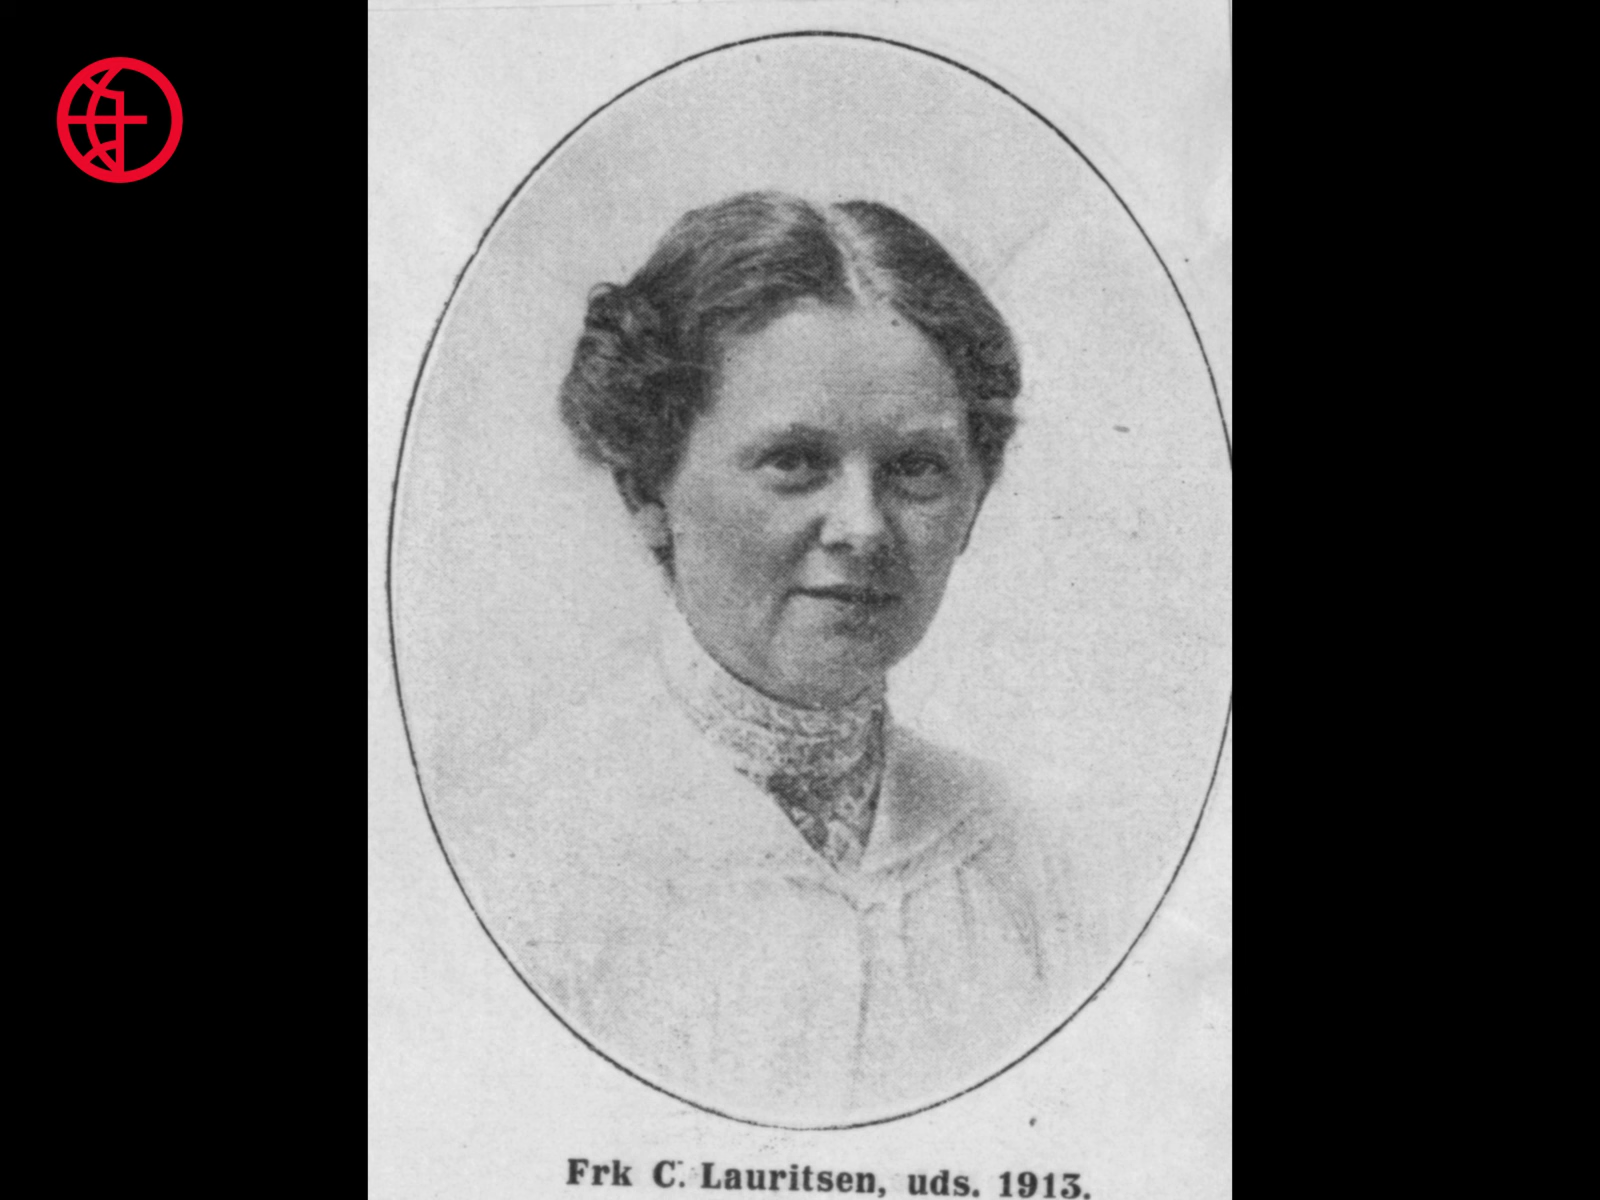 Frk C. Lauritsen, uds. 1913.